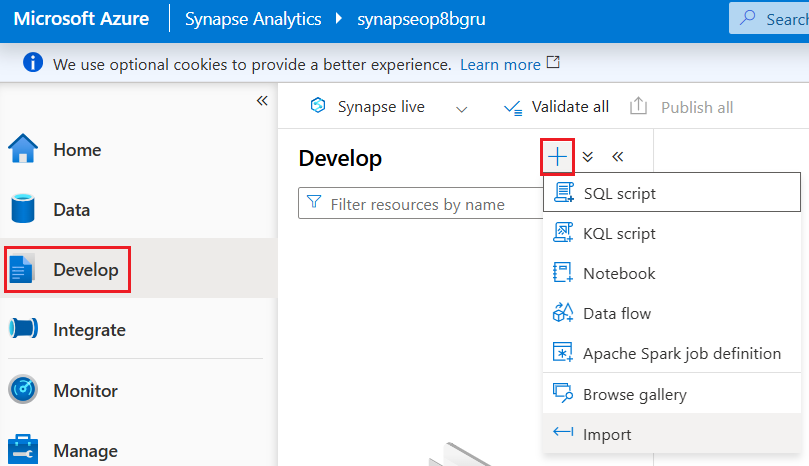 Microsoft Azure Synapse Analytics synapseop8bgru Search
We use optional cookies to provide a better experience. Learn more
Synapse live Validate all Publish all
Home
Data
Develop
Integrate
Monitor
Manage
Develop
Filter resources by name
SQL script
KQL script
Notebook
Data flow
Apache Spark job definition
Browse gallery
Import